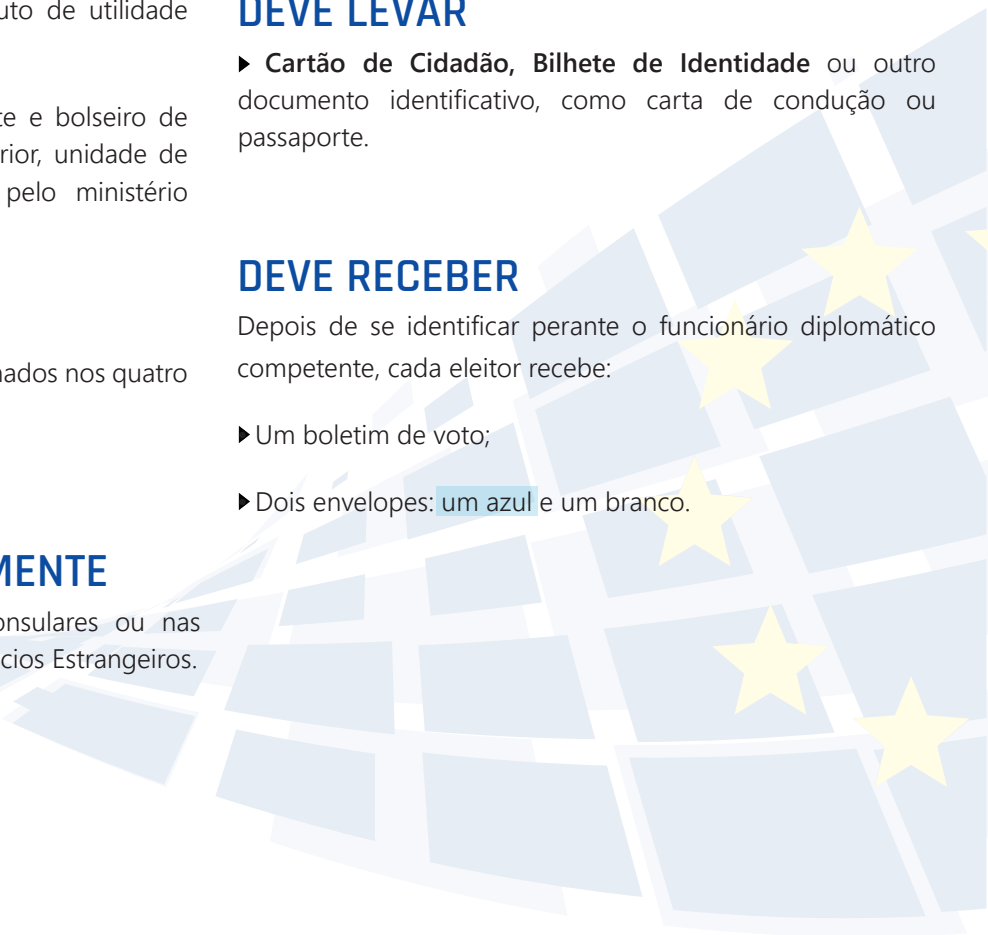 uto de utilidade
te e bolseiro de
rior, unidade de
pelo ministério
nados nos quatro
MENTE
onsulares ou nas
cios Estrangeiros.
DEVE LEVAR
▶ Cartão de Cidadão, Bilhete de Identidade ou outro
documento identificativo, como carta de condução ou
passaporte.
DEVE RECEBER
Depois de se identificar perante o funcionário diplomático
competente, cada eleitor recebe:
▶ Um boletim de voto;
▶ Dois envelopes: um azul e um branco.